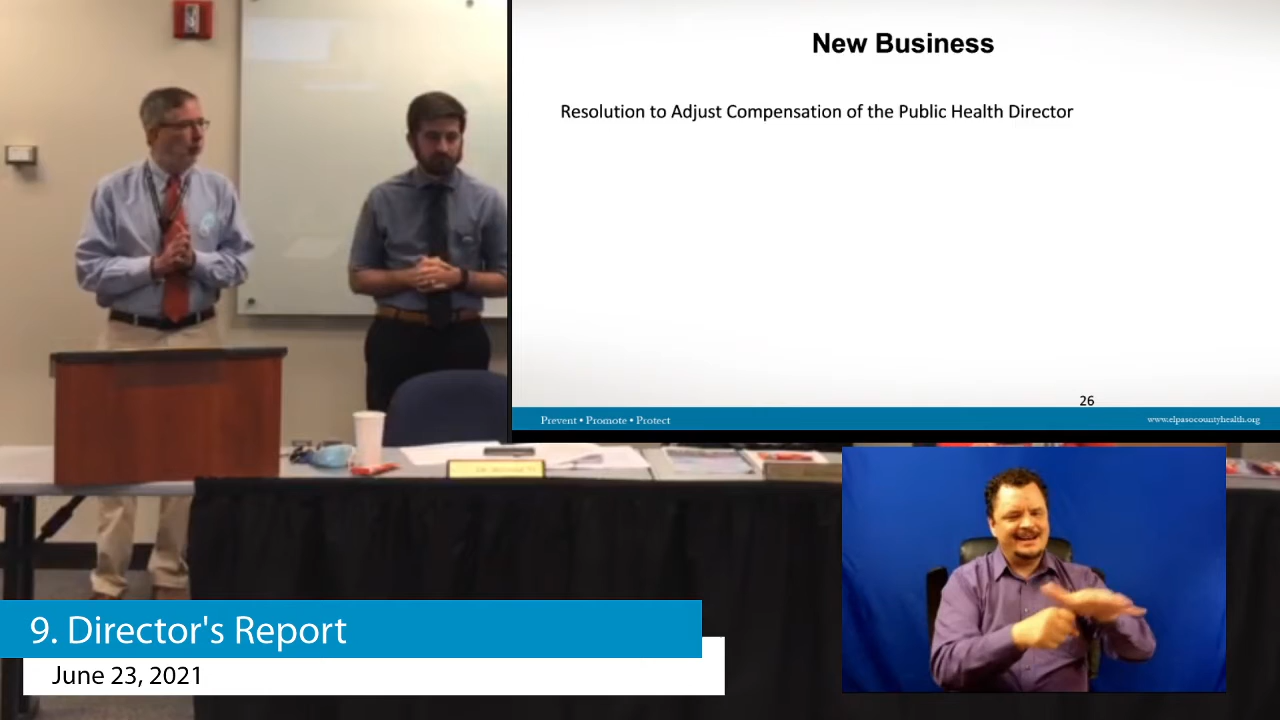 New Business
Resolution to Adjust Compensation of the Public Health Director
26
Prevent • Promote • Protect
www.elpasocountyhealth.org
9. Director's Report
June 23, 2021